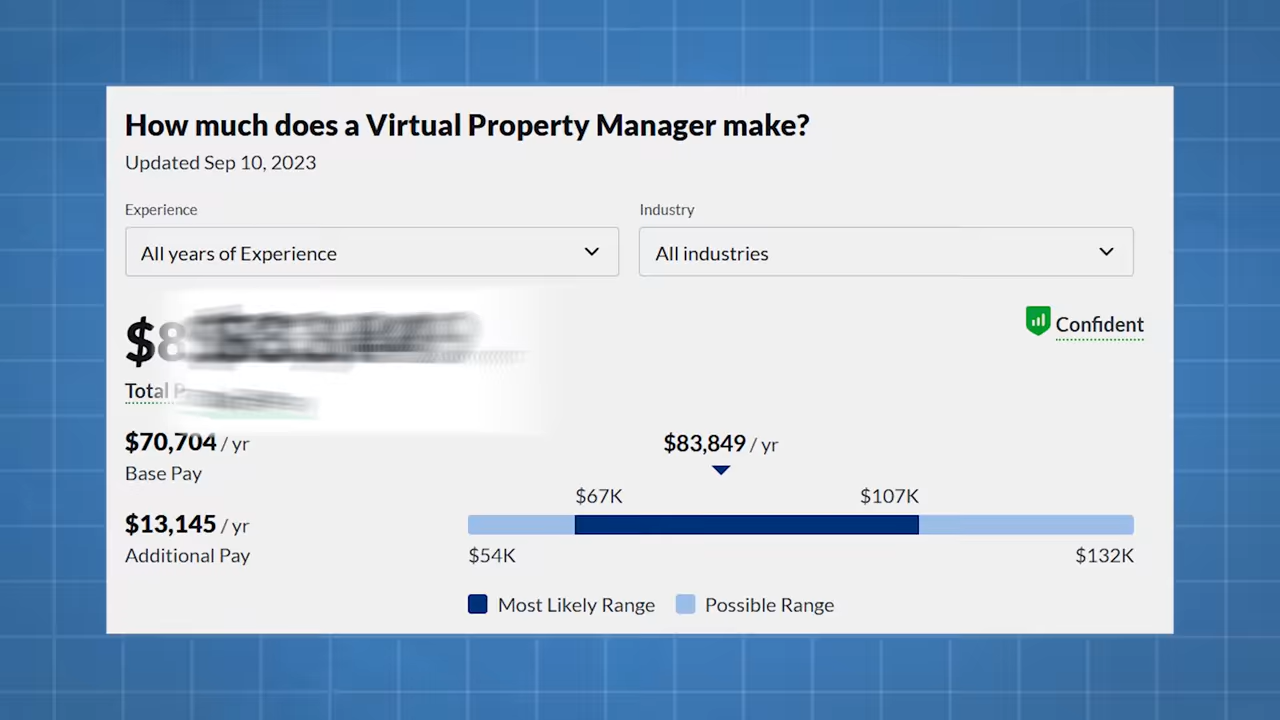 How much does a Virtual Property Manager make?
Updated Sep 10, 2023
Experience
Industry
All years of Experience
All industries
Confident
Total
$70,704 / yr
Base Pay
$83,849 / yr
$67K
$107K
$13,145 / yr
Additional Pay
$54K
$132K
Most Likely Range
Possible Range